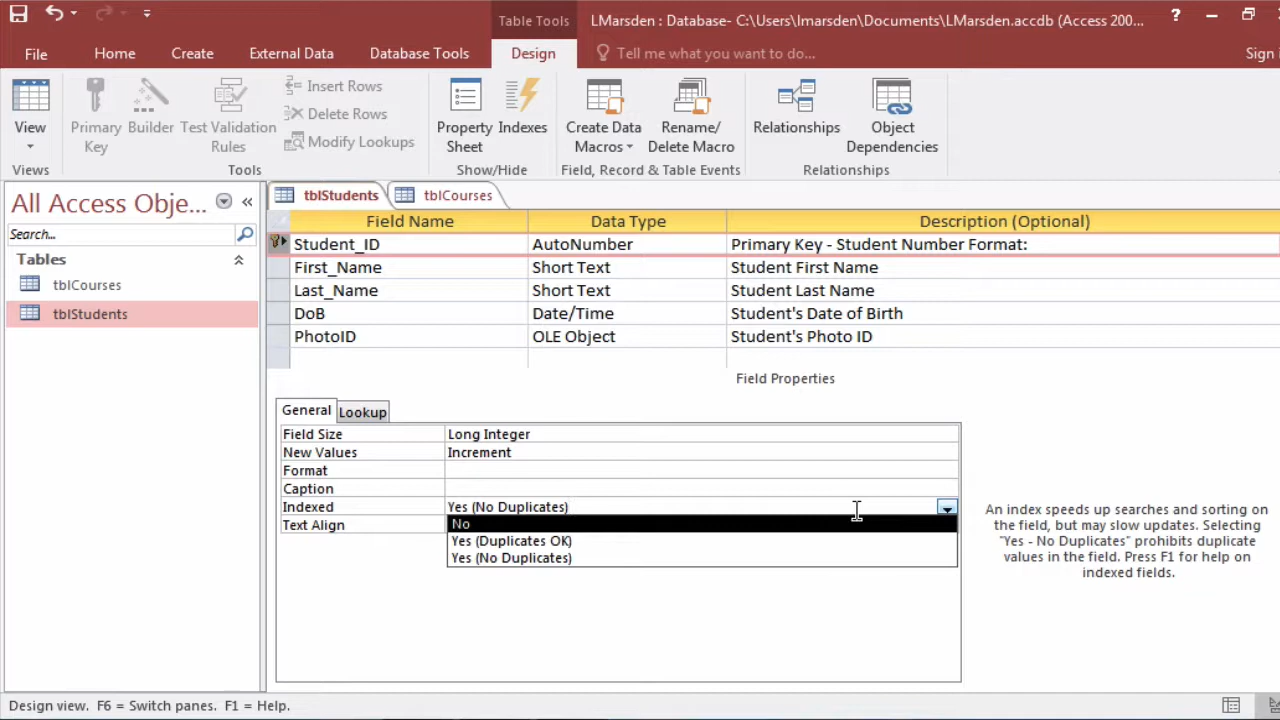 Table Tools
LMarsden : Database- C:\Users\lmarsden\Documents\LMarsden.accdb (Access 200...
?
File Home Create External Data Database Tools Design Tell me what you want to do... Sign
View
Primary Key
Builder
Test Validation Rules
Insert Rows
Delete Rows
Modify Lookups
Property Sheet
Indexes
Create Data Macros
Rename/ Delete Macro
Relationships
Object Dependencies
Views Tools Show/Hide Field, Record & Table Events Relationships
All Access Obje...
Search...
Tables
tblCourses
tblStudents
tblStudents tblCourses
Field Name Data Type Description (Optional)
Student_ID AutoNumber Primary Key - Student Number Format:
First_Name Short Text Student First Name
Last_Name Short Text Student Last Name
DoB Date/Time Student's Date of Birth
PhotoID OLE Object Student's Photo ID
Field Properties
General Lookup
Field Size Long Integer
New Values Increment
Format
Caption
Indexed Yes (No Duplicates)
Text Align
No
Yes (Duplicates OK)
Yes (No Duplicates)
An index speeds up searches and sorting on
the field, but may slow updates. Selecting
"Yes - No Duplicates" prohibits duplicate
values in the field. Press F1 for help on
indexed fields.
Design view. F6 = Switch panes. F1 = Help.